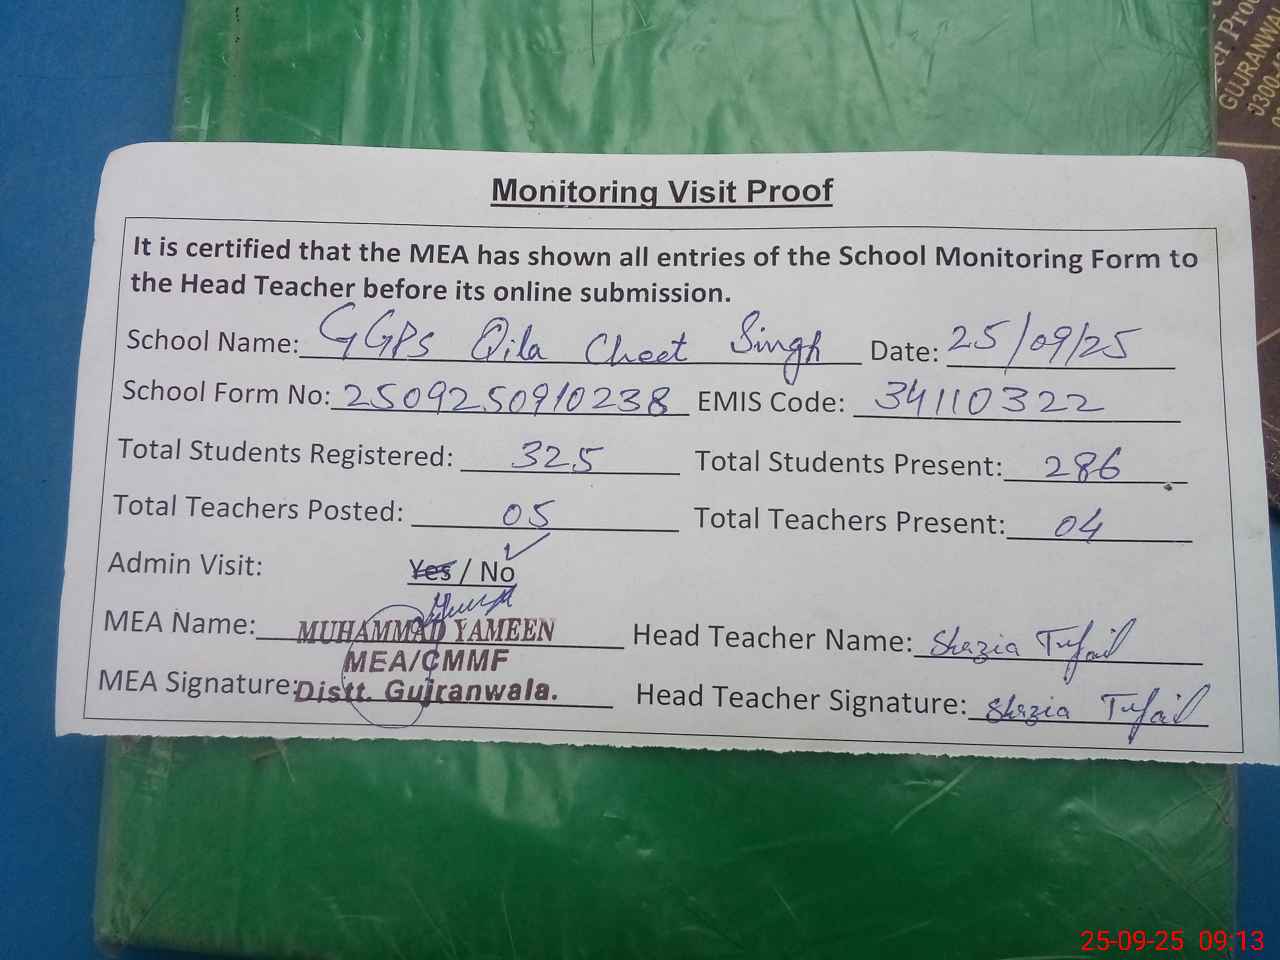 Monitoring Visit Proof
It is certified that the MEA has shown all entries of the School Monitoring Form to
the Head Teacher before its online submission.
School Name: GGPS Qila Cheet Singh Date: 25/09/25
School Form No: 2509250910238 EMIS Code: 34110322
Total Students Registered: 325 Total Students Present: 286
Total Teachers Posted: 05 Total Teachers Present: 04
Admin Visit: Yes / No
MEA Name: MUHAMMAD YAMEEN Head Teacher Name: Shazia Tufail
MEA/CMMF
MEA Signature: Distt. Gujranwala. Head Teacher Signature: Shazia Tufail
GUJRANWA
0300
25-09-25 09:13